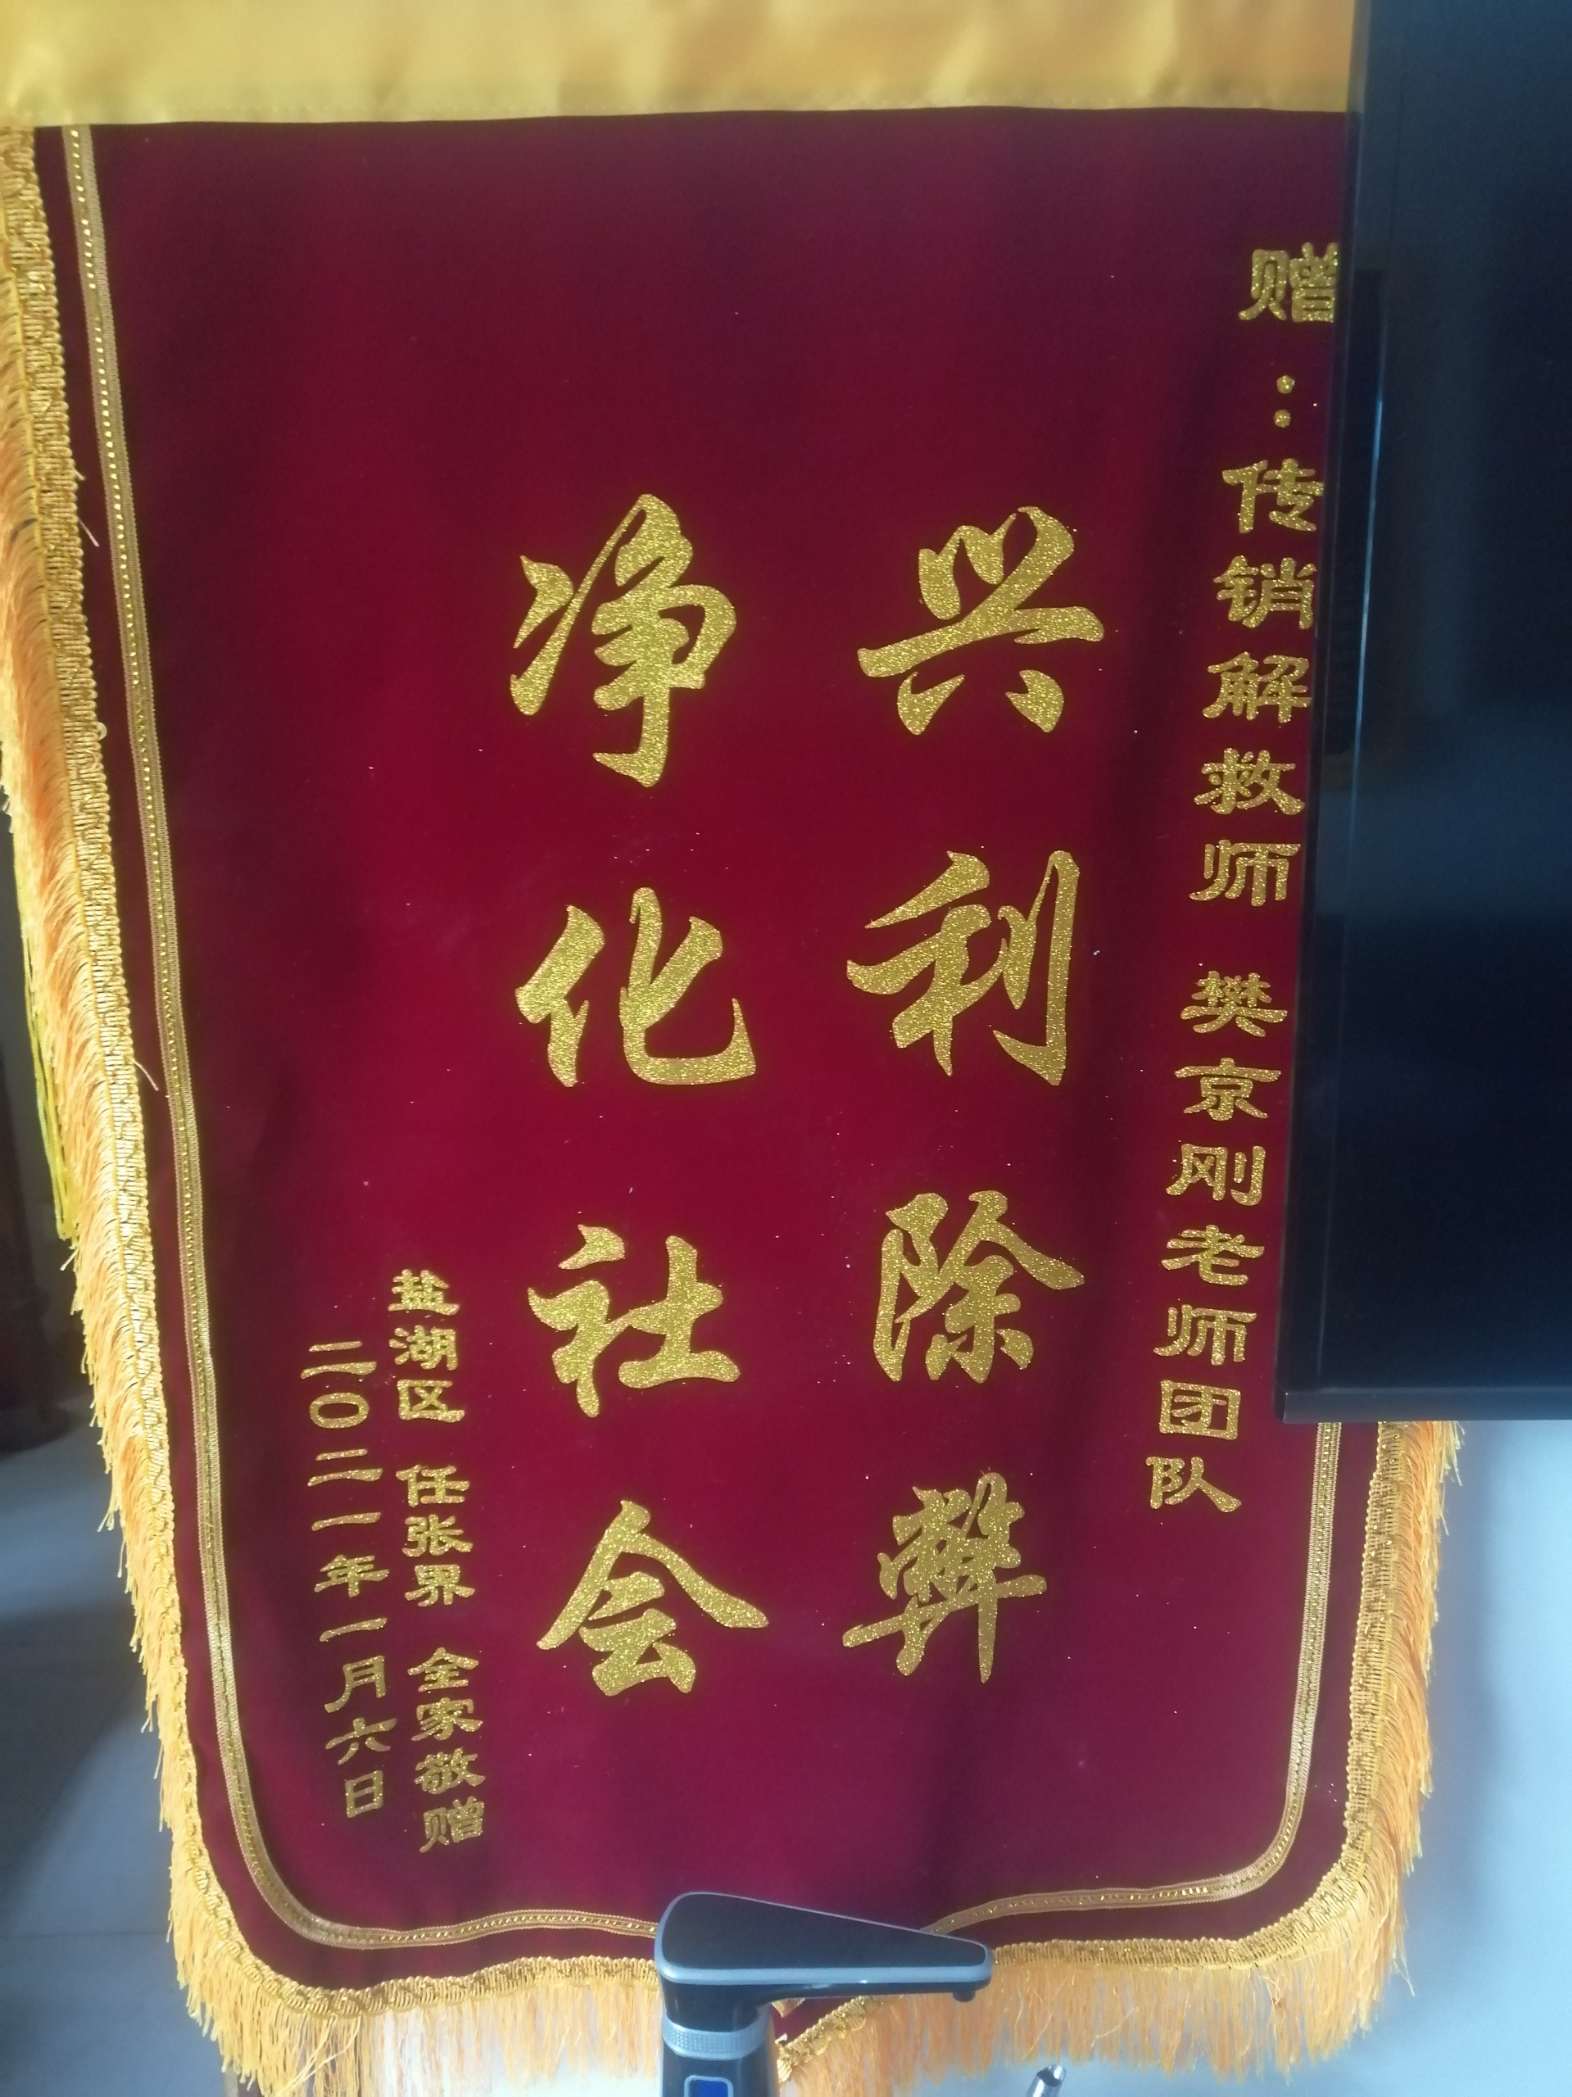 赠：传销解救师 樊京刚老师团队
兴利除弊
净化社会
盐湖区 任张界 全家敬赠
二〇二一年一月六日